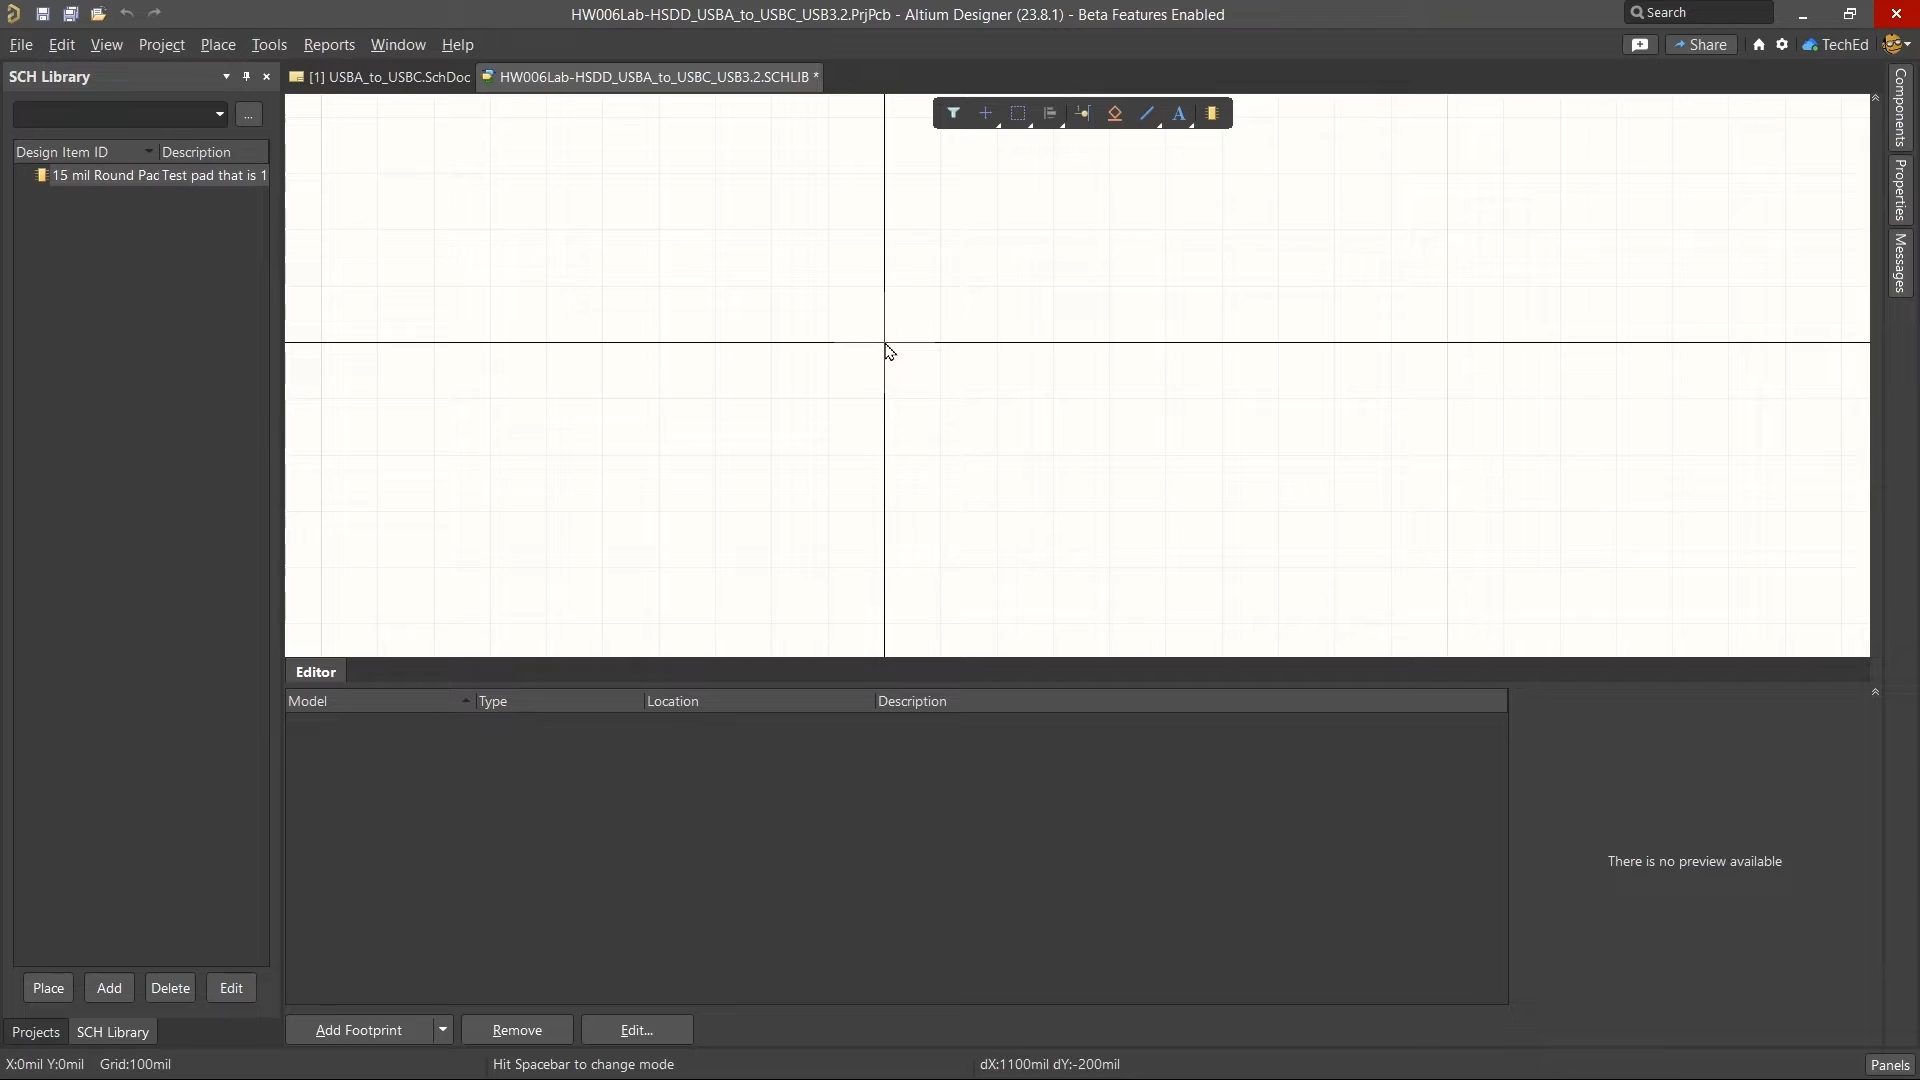 HW006Lab-HSDD_USBA_to_USBC_USB3.2.PrjPcb - Altium Designer (23.8.1) - Beta Features Enabled
Search
File Edit View Project Place Tools Reports Window Help
Share
TechEd
SCH Library
[1] USBA_to_USBC.SchDoc
HW006Lab-HSDD_USBA_to_USBC_USB3.2.SCHLIB *
...
Design Item ID
Description
15 mil Round Pad
Test pad that is 1
A
Components
Properties
Messages
Editor
Model
Type
Location
Description
There is no preview available
Place
Add
Delete
Edit
Add Footprint
Remove
Edit...
Projects
SCH Library
X:0mil Y:0mil Grid:100mil
Hit Spacebar to change mode
dX:1100mil dY:-200mil
Panels